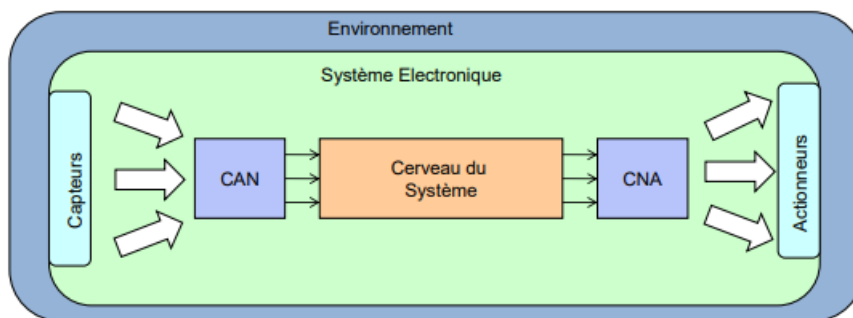 Environnement
Système Electronique
Capteurs
CAN
Cerveau du
Système
CNA
Actionneurs